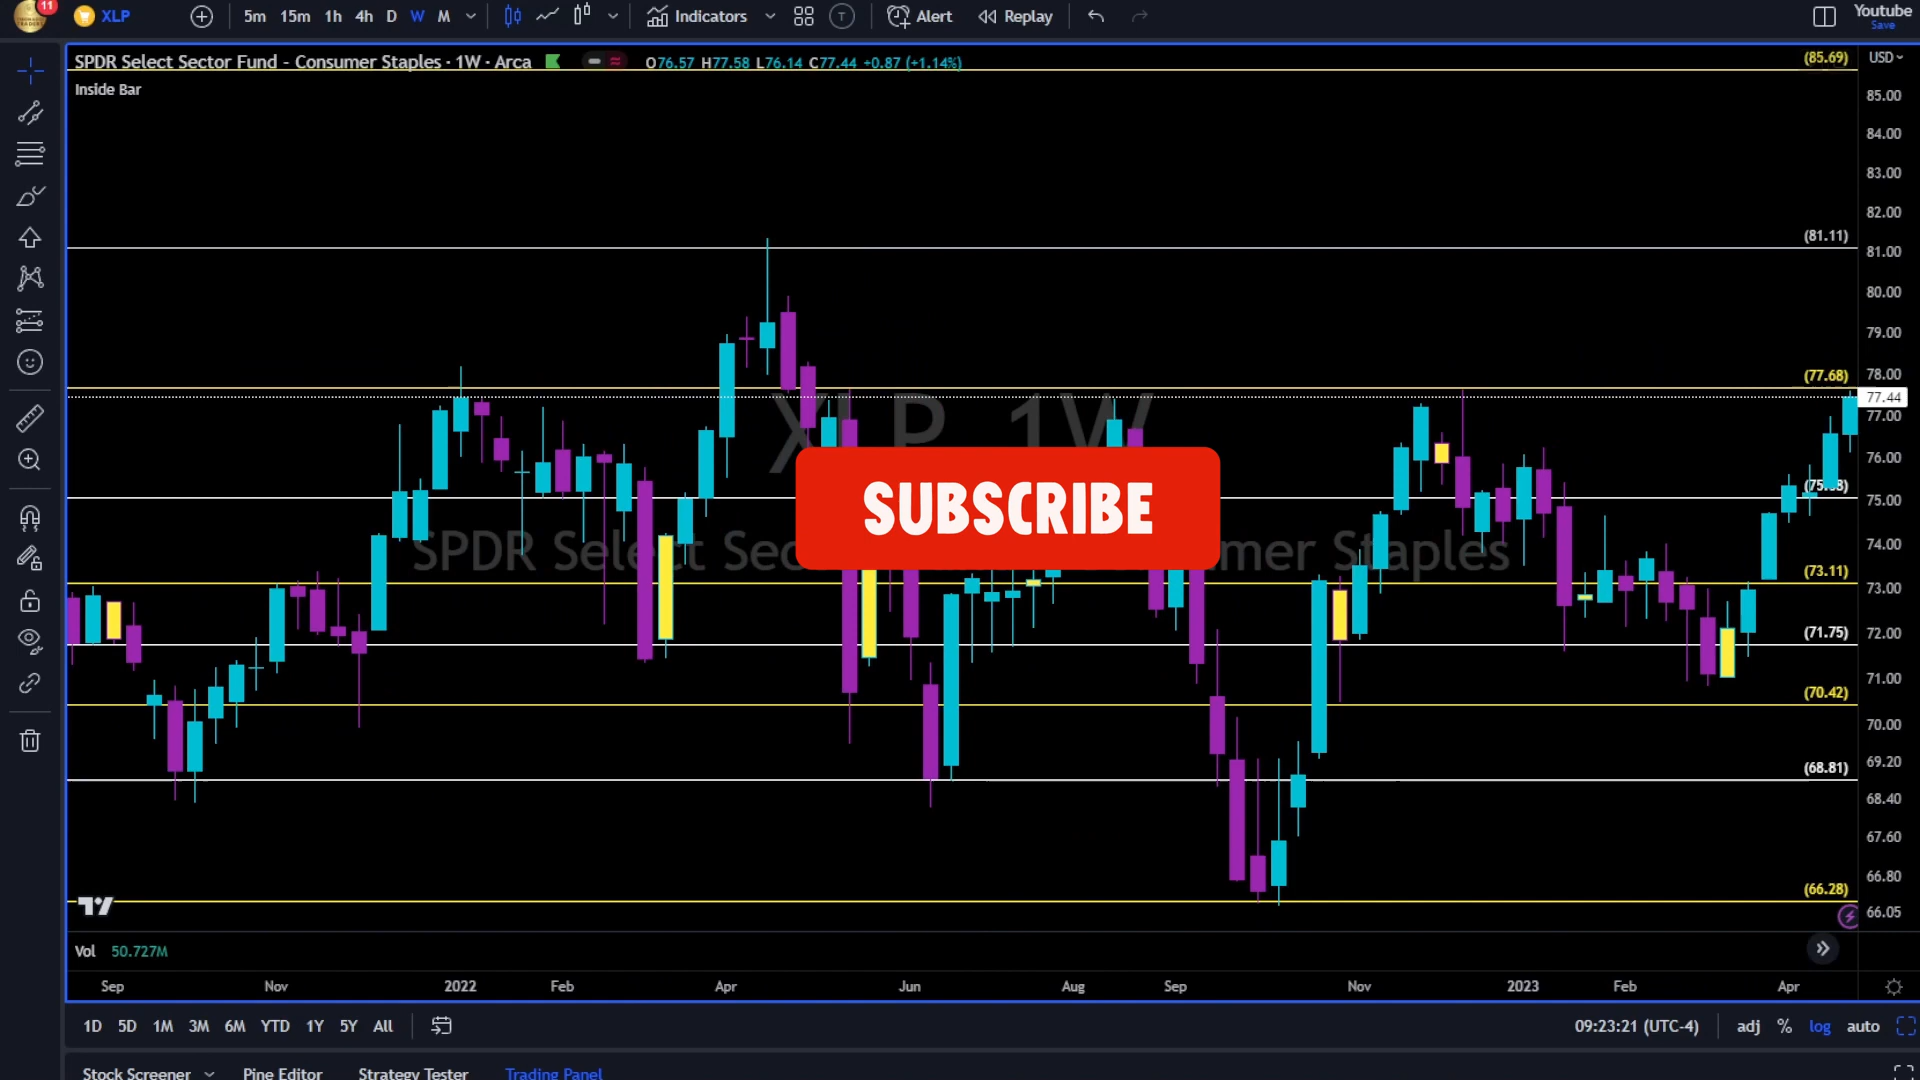 11 XLP 5m 15m 1h 4h D W M Indicators T Alert Replay Youtube
Save
SPDR Select Sector Fund - Consumer Staples · 1W · Arca O76.57 H77.58 L76.14 C77.44 +0.87 (+1.14%) (85.69) USD
Inside Bar
85.00
84.00
83.00
82.00
(81.11)
81.00
80.00
79.00
(77.68) 78.00
77.44
77.00
XLP 1W
76.00
75.00
SUBSCRIBE
74.00
SPDR Select Sec mer Staples
(73.11)
73.00
(71.75) 72.00
71.00
(70.42)
70.00
(68.81) 69.20
68.40
67.60
66.80
(66.28)
66.05
Vol 50.727M
Sep Nov 2022 Feb Apr Jun Aug Sep Nov 2023 Feb Apr
1D 5D 1M 3M 6M YTD 1Y 5Y All 09:23:21 (UTC-4) adj % log auto
Stock Screener Pine Editor Strategy Tester Trading Panel